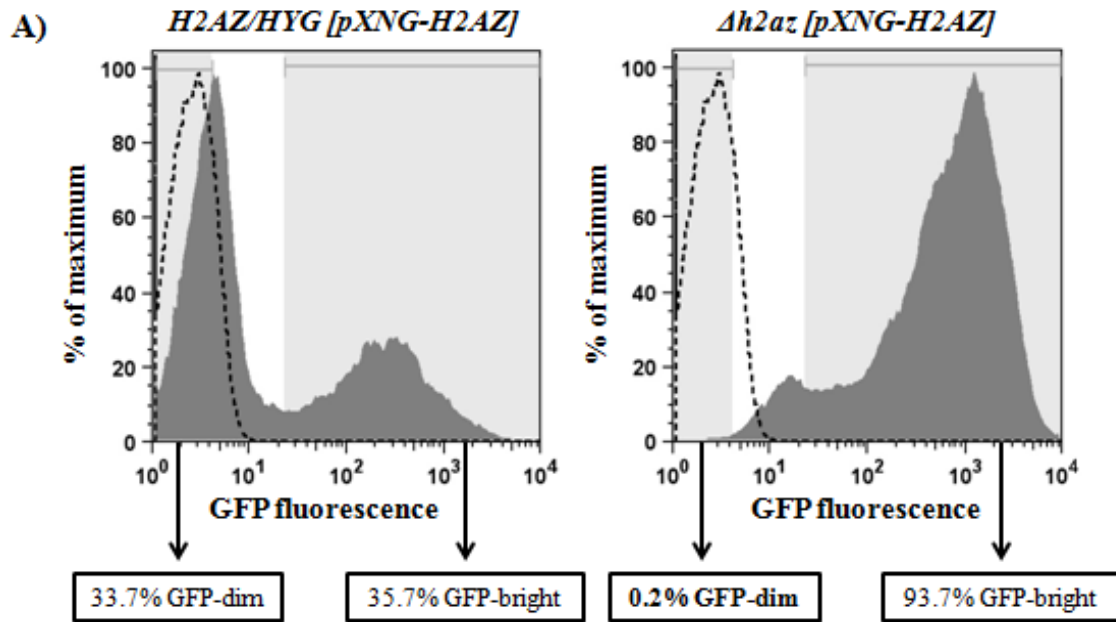 A)
H2AZ/HYG [pXNG-H2AZ]
Δh2az [pXNG-H2AZ]
% of maximum
100
80
60
40
20
0
10⁰ 10¹ 10² 10³ 10⁴
GFP fluorescence
% of maximum
100
80
60
40
20
0
10⁰ 10¹ 10² 10³ 10⁴
GFP fluorescence
33.7% GFP-dim
35.7% GFP-bright
0.2% GFP-dim
93.7% GFP-bright